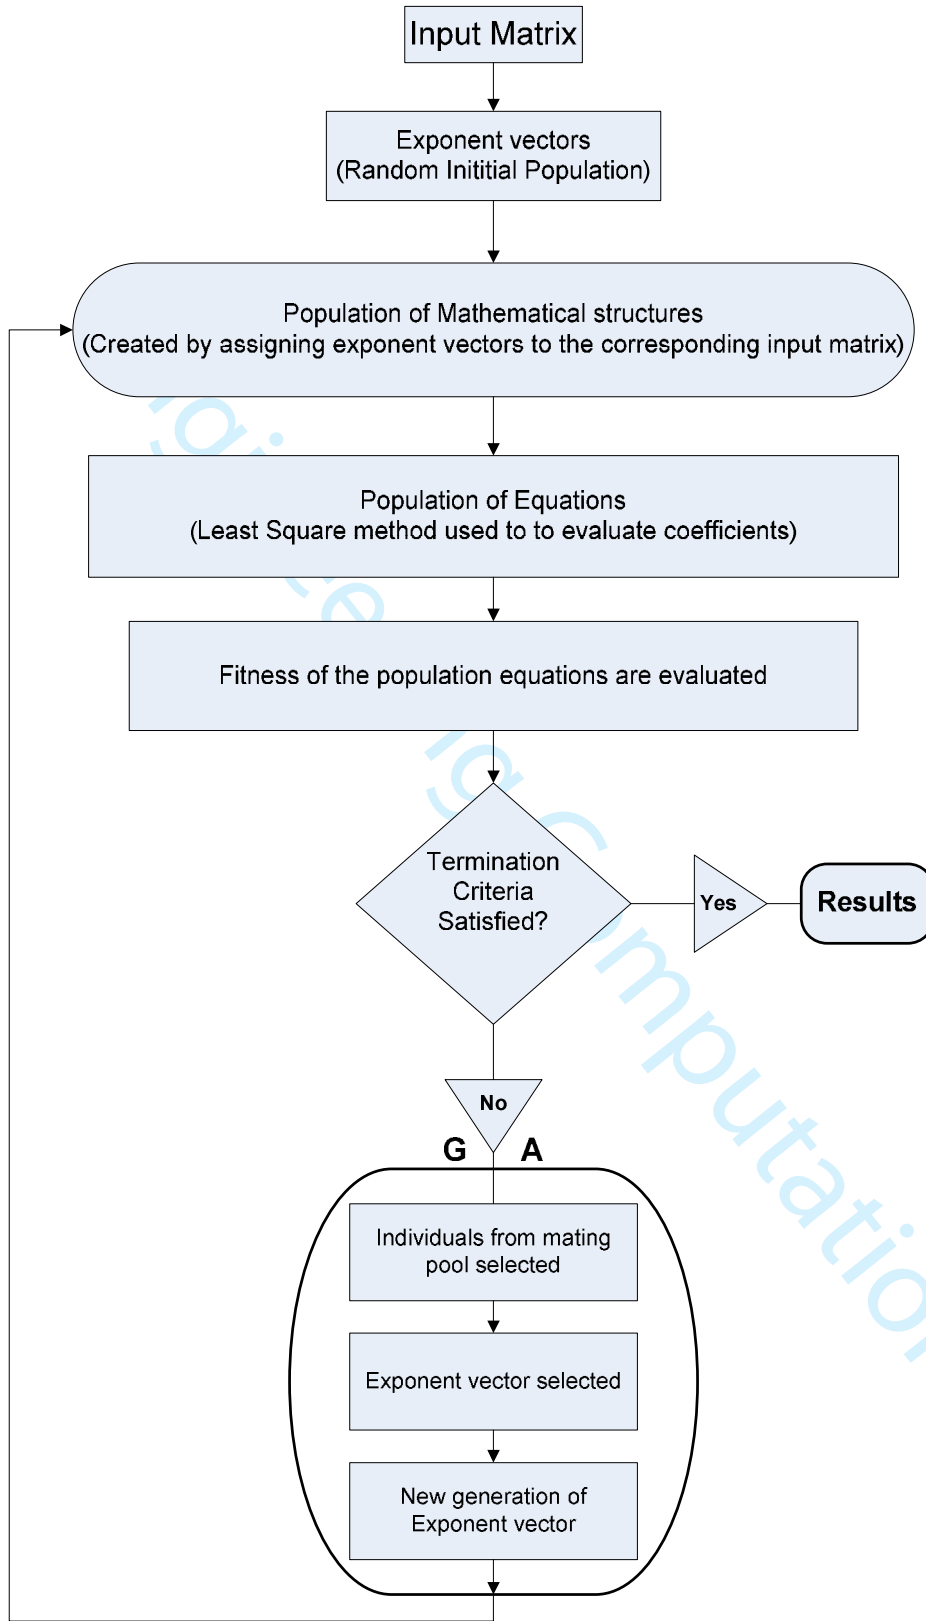 Input Matrix
Exponent vectors
(Random Inititial Population)
Population of Mathematical structures
(Created by assigning exponent vectors to the corresponding input matrix)
Population of Equations
(Least Square method used to to evaluate coefficients)
Fitness of the population equations are evaluated
Termination
Criteria
Satisfied?
Yes
Results
No
G A
Individuals from mating
pool selected
Exponent vector selected
New generation of
Exponent vector